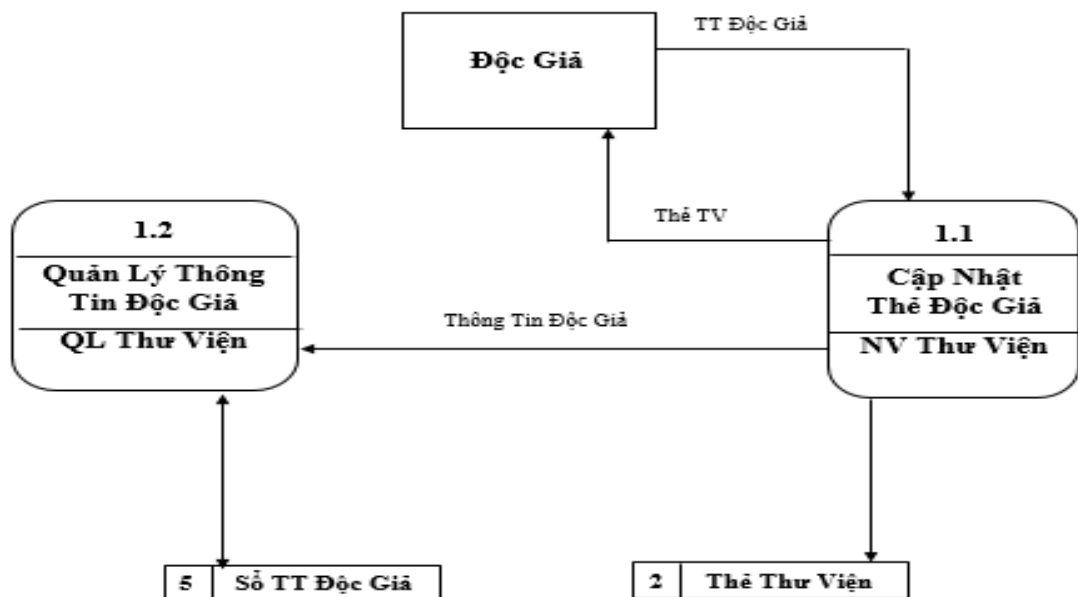 TT Độc Giả
Độc Giả
Thẻ TV
1.2
Quản Lý Thông
Tin Độc Giả
QL Thư Viện
Thông Tin Độc Giả
1.1
Cập Nhật
Thẻ Độc Giả
NV Thư Viện
5 Sổ TT Độc Giả
2 Thẻ Thư Viện